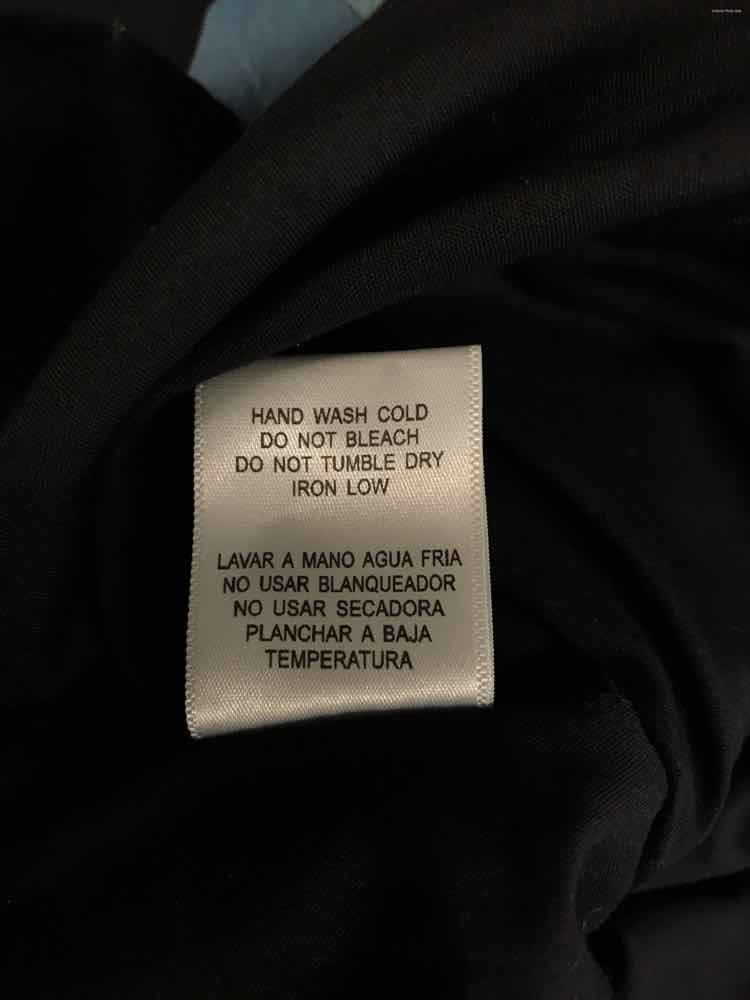 HAND WASH COLD
DO NOT BLEACH
DO NOT TUMBLE DRY
IRON LOW
LAVAR A MANO AGUA FRIA
NO USAR BLANQUEADOR
NO USAR SECADORA
PLANCHAR A BAJA
TEMPERATURA